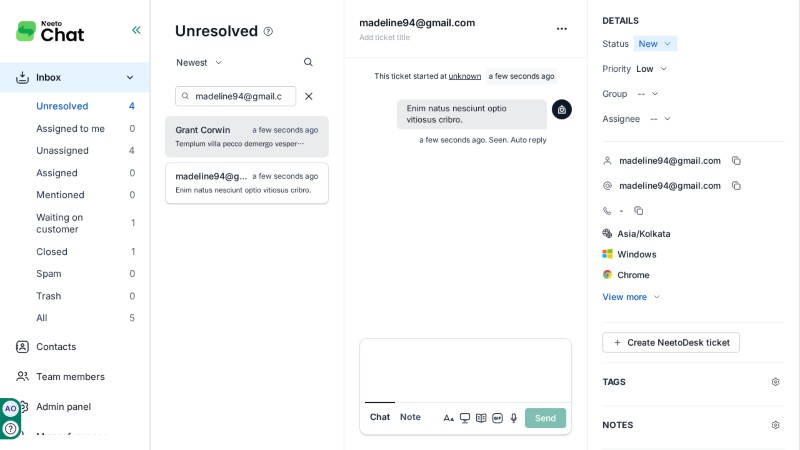 Neeto
Chat
Inbox
Unresolved 4
Assigned to me 0
Unassigned 4
Assigned 0
Mentioned 0
Waiting on
customer 1
Closed 1
Spam 0
Trash 0
All 5
Contacts
Team members
Admin panel
AO
Unresolved
Newest
madeline94@gmail.c
Grant Corwin a few seconds ago
Templum villa pecco demergo vesper···
madeline94@g... a few seconds ago
Enim natus nesciunt optio vitiosus cribro.
madeline94@gmail.com
Add ticket title
This ticket started at unknown a few seconds ago
Enim natus nesciunt optio
vitiosus cribro.
a few seconds ago. Seen. Auto reply
Chat Note
GIF
Send
DETAILS
Status New
Priority Low
Group --
Assignee --
madeline94@gmail.com
madeline94@gmail.com
-
Asia/Kolkata
Windows
Chrome
View more
+ Create NeetoDesk ticket
TAGS
NOTES